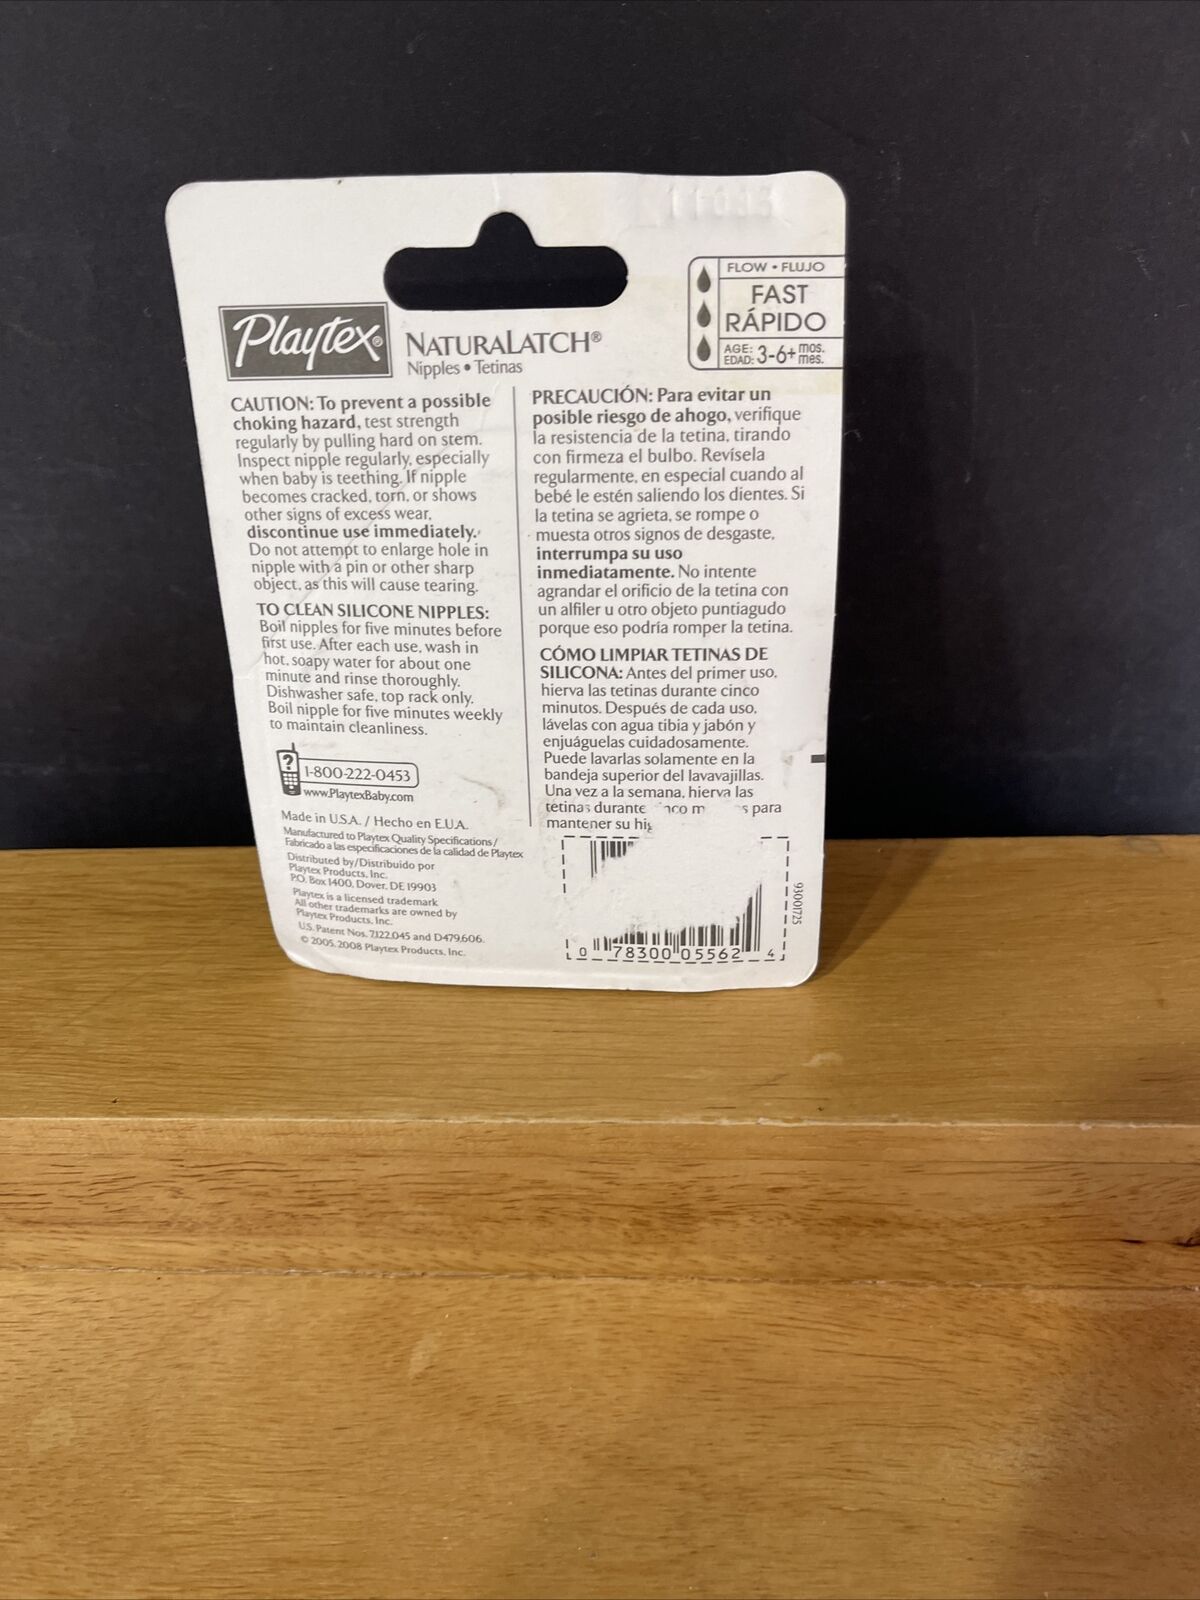 FLOW • FLUJO
FAST
RÁPIDO
AGE: 3-6+ mos.
EDAD: mes.
Playtex®
NATURALATCH®
Nipples • Tetinas
CAUTION: To prevent a possible
choking hazard, test strength
regularly by pulling hard on stem.
Inspect nipple regularly, especially
when baby is teething. If nipple
becomes cracked, torn, or shows
other signs of excess wear,
discontinue use immediately.
Do not attempt to enlarge hole in
nipple with a pin or other sharp
object, as this will cause tearing.
TO CLEAN SILICONE NIPPLES:
Boil nipples for five minutes before
first use. After each use, wash in
hot, soapy water for about one
minute and rinse thoroughly.
Dishwasher safe, top rack only.
Boil nipple for five minutes weekly
to maintain cleanliness.
?
1-800-222-0453
www.PlaytexBaby.com
Made in U.S.A. / Hecho en E.U.A.
Manufactured to Playtex Quality Specifications/
Fabricado a las especificaciones de la calidad de Playtex
Distributed by/Distribuido por
Playtex Products, Inc.
P.O. Box 1400, Dover, DE 19903
Playtex is a licensed trademark
All other trademarks are owned by
Playtex Products, Inc.
U.S. Patent Nos. 7,122,045 and D479,606.
© 2005, 2008 Playtex Products, Inc.
PRECAUCIÓN: Para evitar un
posible riesgo de ahogo, verifique
la resistencia de la tetina, tirando
con firmeza el bulbo. Revísela
regularmente, en especial cuando al
bebé le estén saliendo los dientes. Si
la tetina se agrieta, se rompe o
muesta otros signos de desgaste,
interrumpa su uso
inmediatamente. No intente
agrandar el orificio de la tetina con
un alfiler u otro objeto puntiagudo
porque eso podría romper la tetina.
CÓMO LIMPIAR TETINAS DE
SILICONA: Antes del primer uso,
hierva las tetinas durante cinco
minutos. Después de cada uso,
lávelas con agua tibia y jabón y
enjuáguelas cuidadosamente.
Puede lavarlas solamente en la
bandeja superior del lavavajillas.
Una vez a la semana, hierva las
tetinas durante para
mantener su
0 78300 05562 4
93001725